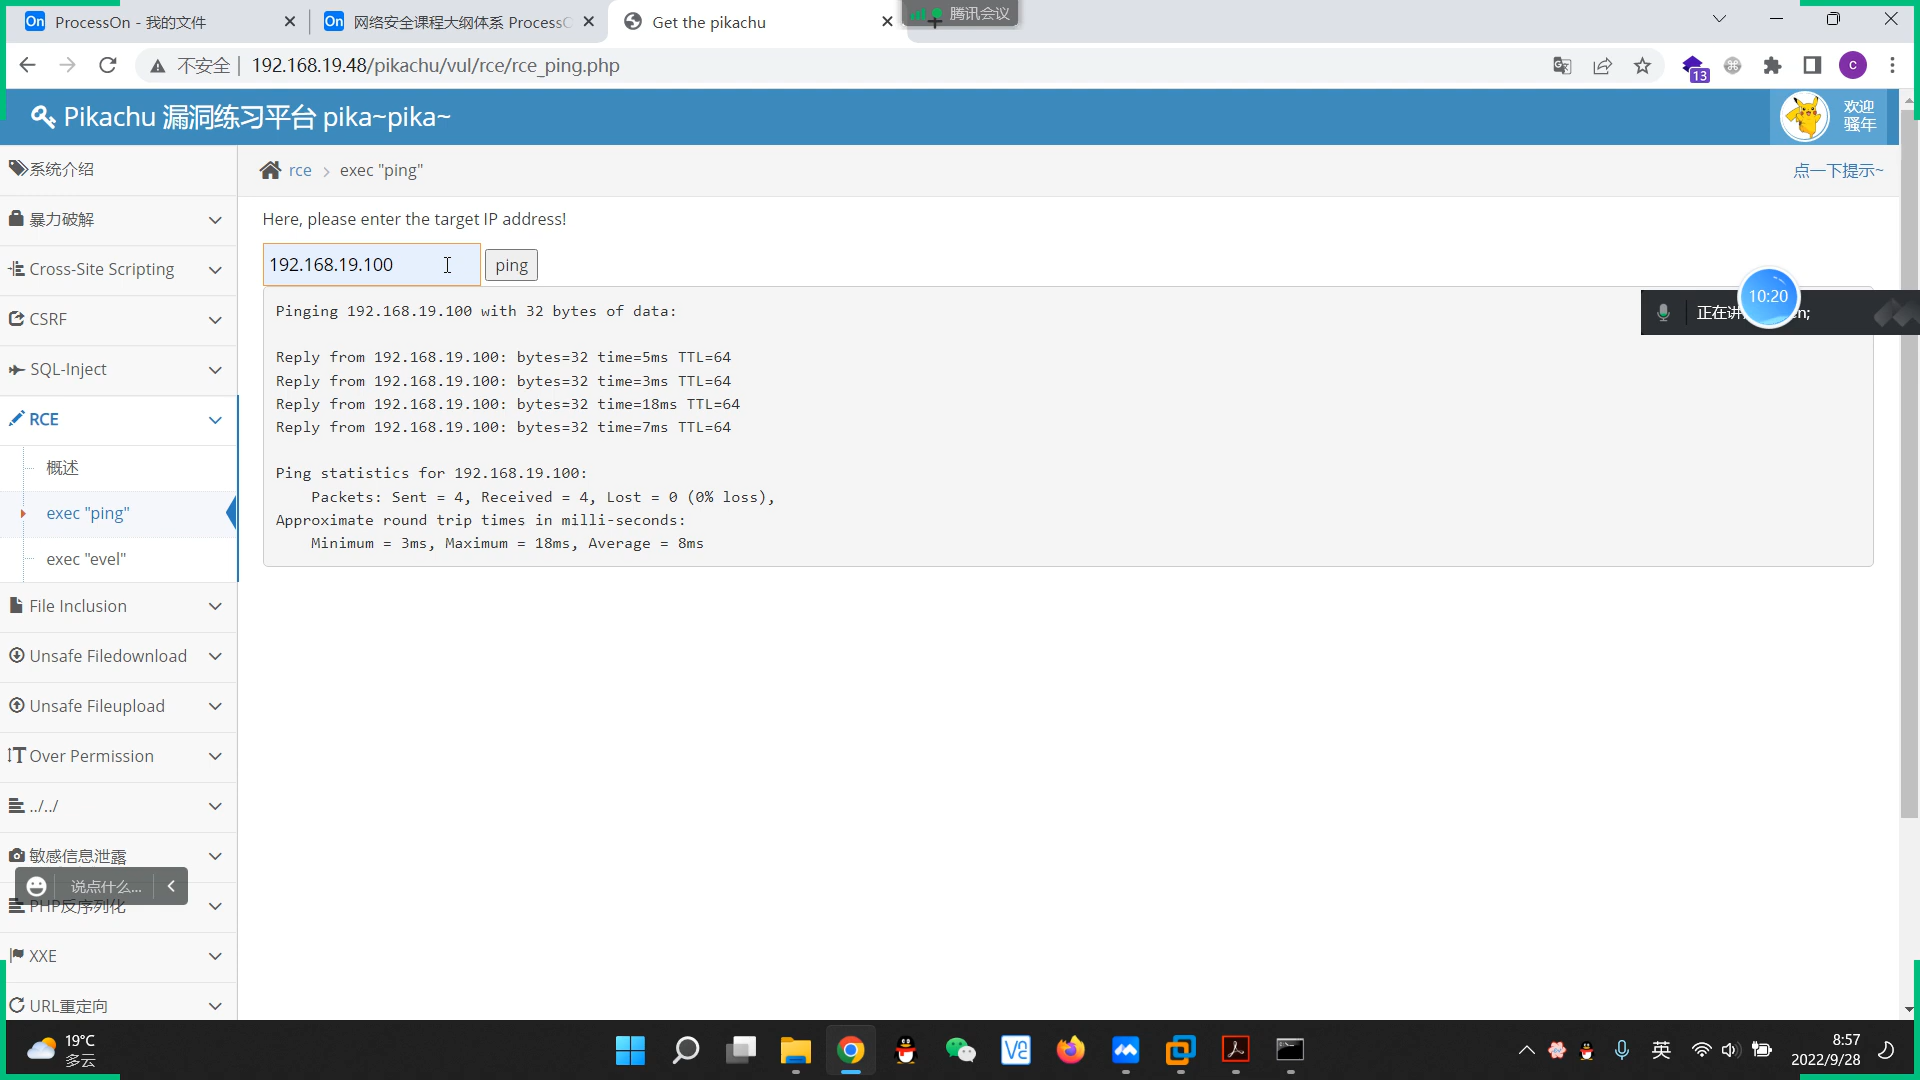 ProcessOn - 我的文件
网络安全课程大纲体系 Process
Get the pikachu
腾讯会议
不安全 | 192.168.19.48/pikachu/vul/rce/rce_ping.php
13
c
Pikachu 漏洞练习平台 pika~pika~
欢迎
骚年
系统介绍
暴力破解
Cross-Site Scripting
CSRF
SQL-Inject
RCE
概述
exec "ping"
exec "evel"
File Inclusion
Unsafe Filedownload
Unsafe Fileupload
Over Permission
../../
敏感信息泄露
说点什么...
PHP反序列化
XXE
URL重定向
rce > exec "ping"
点一下提示~
Here, please enter the target IP address!
192.168.19.100
ping
Pinging 192.168.19.100 with 32 bytes of data:
Reply from 192.168.19.100: bytes=32 time=5ms TTL=64
Reply from 192.168.19.100: bytes=32 time=3ms TTL=64
Reply from 192.168.19.100: bytes=32 time=18ms TTL=64
Reply from 192.168.19.100: bytes=32 time=7ms TTL=64
Ping statistics for 192.168.19.100:
Packets: Sent = 4, Received = 4, Lost = 0 (0% loss),
Approximate round trip times in milli-seconds:
Minimum = 3ms, Maximum = 18ms, Average = 8ms
10:20
正在讲
19°C
多云
英
8:57
2022/9/28